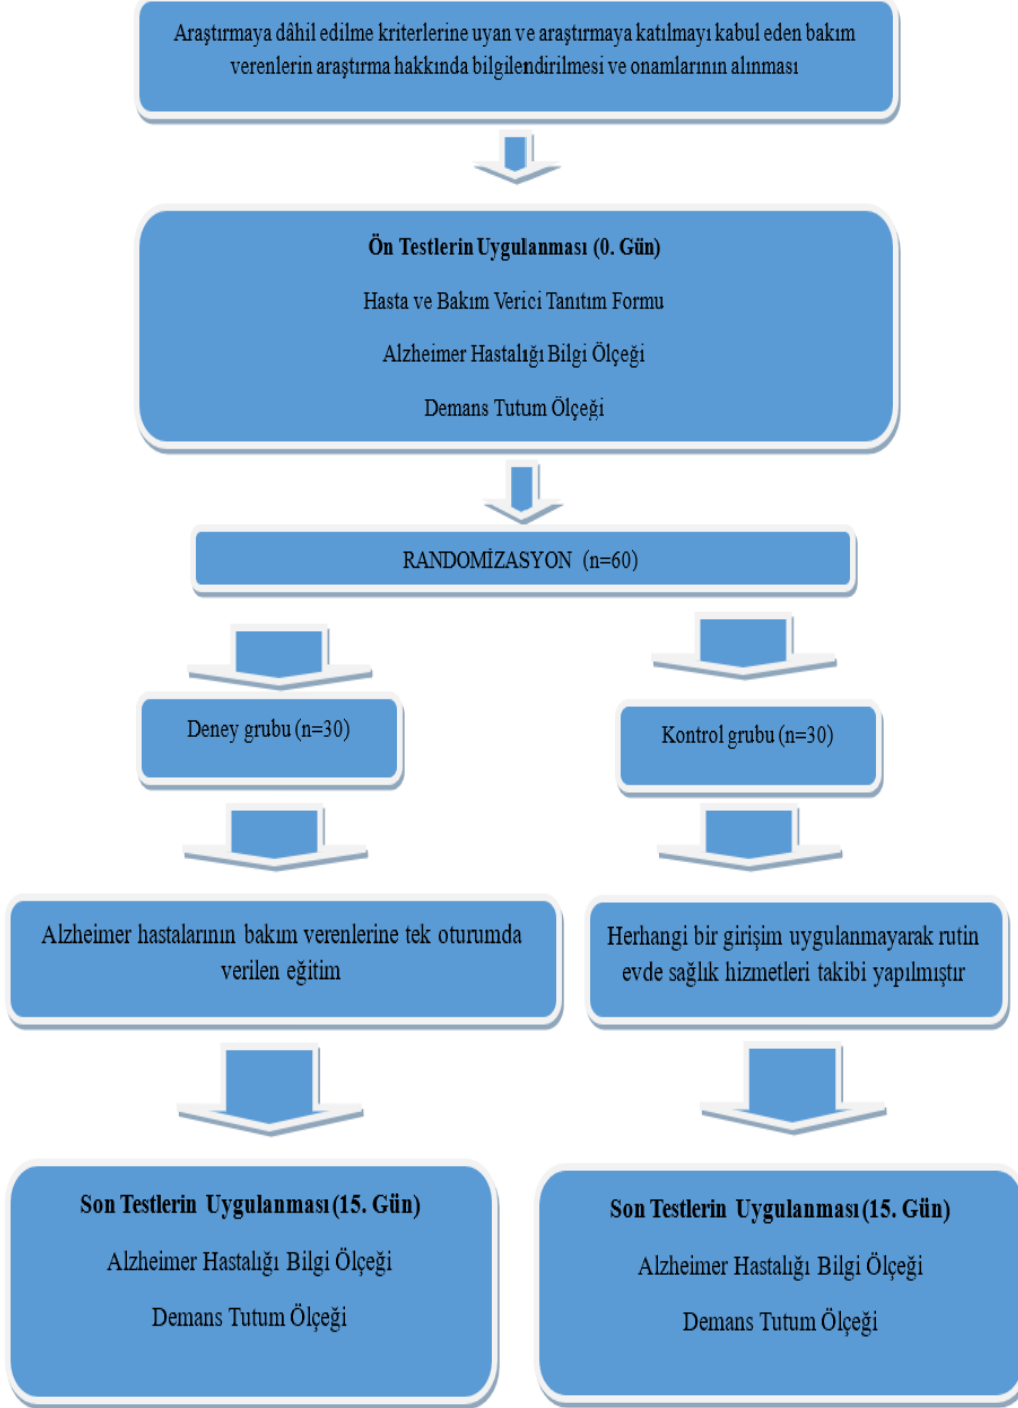 Araştırmaya dâhil edilme kriterlerine uyan ve araştırmaya katılmayı kabul eden bakım
verenlerin araştırma hakkında bilgilendirilmesi ve onamlarının alınması
Ön Testlerin Uygulanması (0. Gün)
Hasta ve Bakım Verici Tanıtım Formu
Alzheimer Hastalığı Bilgi Ölçeği
Demans Tutum Ölçeği
RANDOMİZASYON (n=60)
Deney grubu (n=30)
Kontrol grubu (n=30)
Alzheimer hastalarının bakım verenlerine tek oturumda
verilen eğitim
Herhangi bir girişim uygulanmayarak rutin
evde sağlık hizmetleri takibi yapılmıştır
Son Testlerin Uygulanması (15. Gün)
Alzheimer Hastalığı Bilgi Ölçeği
Demans Tutum Ölçeği
Son Testlerin Uygulanması (15. Gün)
Alzheimer Hastalığı Bilgi Ölçeği
Demans Tutum Ölçeği